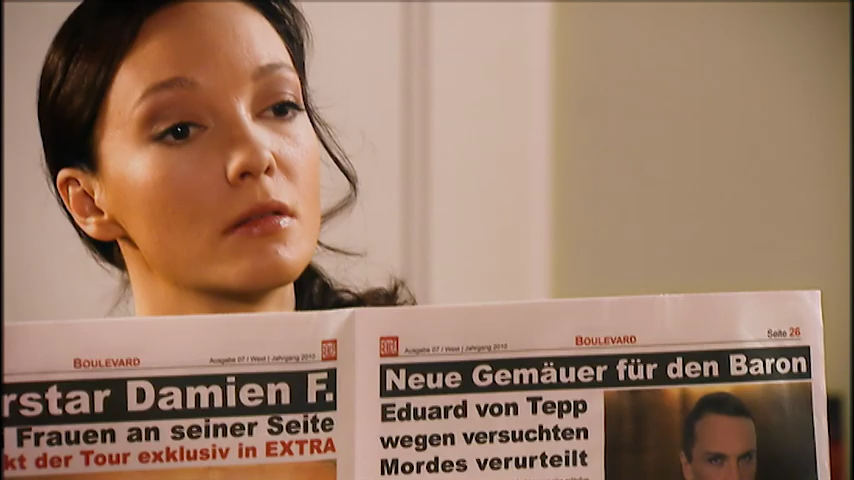 BOULEVARD
Ausgabe 07 / West | Jahrgang 2010
EXTRA
rstar Damien F.
Frauen an seiner Seite
kt der Tour exklusiv in EXTRA
EXTRA
Ausgabe 07 / West | Jahrgang 2010
BOULEVARD
Seite 26
Neue Gemäuer für den Baron
Eduard von Tepp
wegen versuchten
Mordes verurteilt